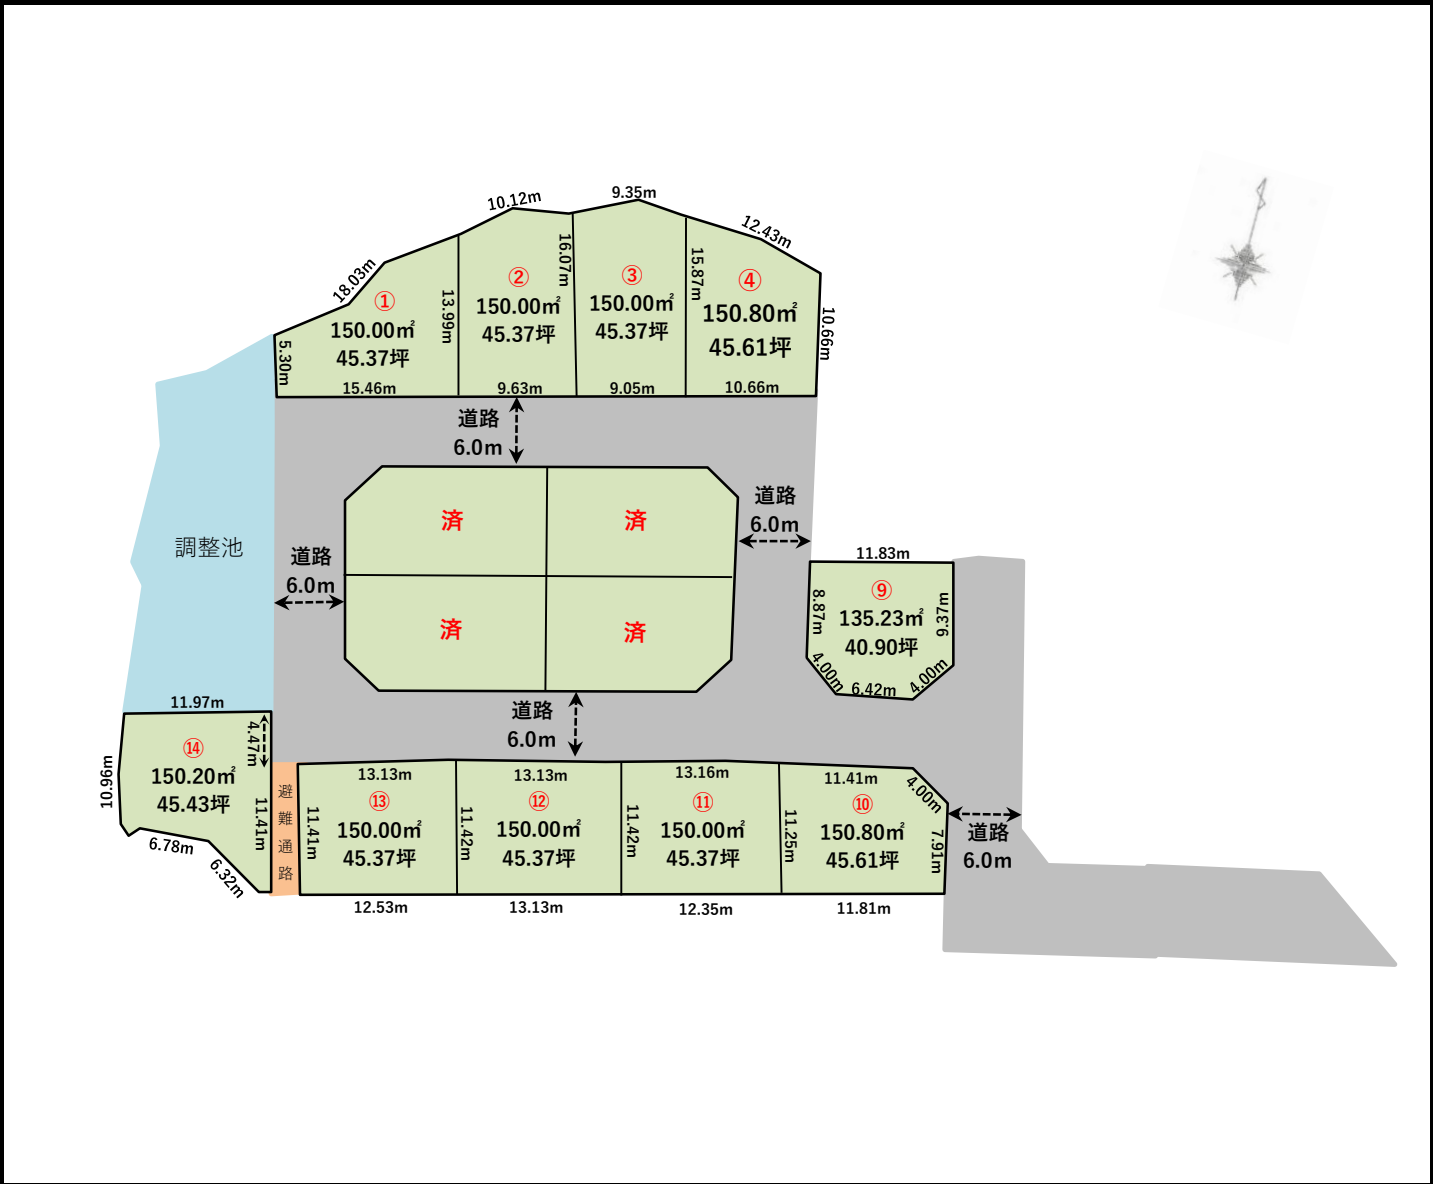 10.12m
9.35m
12.43m
18.03m
①
150.00㎡
45.37坪
5.30m
13.99m
15.46m
②
150.00㎡
45.37坪
16.07m
9.63m
③
150.00㎡
45.37坪
15.87m
9.05m
④
150.80㎡
45.61坪
10.66m
10.66m
道路
6.0m
済
済
道路
6.0m
調整池
道路
6.0m
済
済
11.83m
⑨
135.23㎡
40.90坪
8.87m
9.37m
4.00m
6.42m
4.00m
道路
6.0m
11.97m
4.47m
⑭
150.20㎡
45.43坪
10.96m
11.41m
6.78m
6.32m
避難通路
13.13m
⑬
150.00㎡
45.37坪
11.41m
12.53m
13.13m
⑫
150.00㎡
45.37坪
11.42m
13.13m
13.16m
⑪
150.00㎡
45.37坪
11.42m
12.35m
11.41m
⑩
150.80㎡
45.61坪
11.25m
4.00m
7.91m
11.81m
道路
6.0m